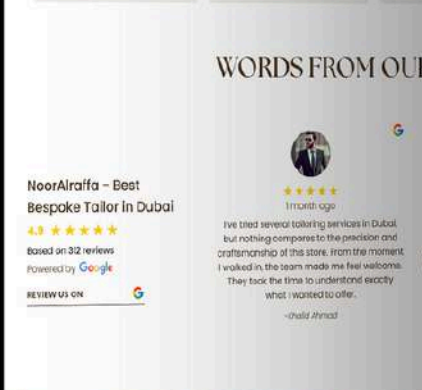 WORDS FROM OU
NoorAlraffa – Best
Bespoke Tailor in Dubai
4.9 ★★★★★
Based on 312 reviews
Powered by Google
REVIEW US ON
★★★★★
1 month ago
I've tried several tailoring services in Dubai,
but nothing compares to the precision and
craftsmanship of this store. From the moment
I walked in, the team made me feel welcome.
They took the time to understand exactly
what I wanted to offer.
-Khalid Ahmad